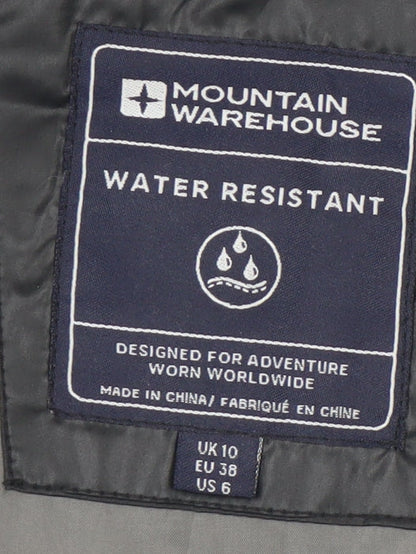 MOUNTAIN
WAREHOUSE
WATER RESISTANT
DESIGNED FOR ADVENTURE
WORN WORLDWIDE
MADE IN CHINA/ FABRIQUÉ EN CHINE
UK 10
EU 38
US 6